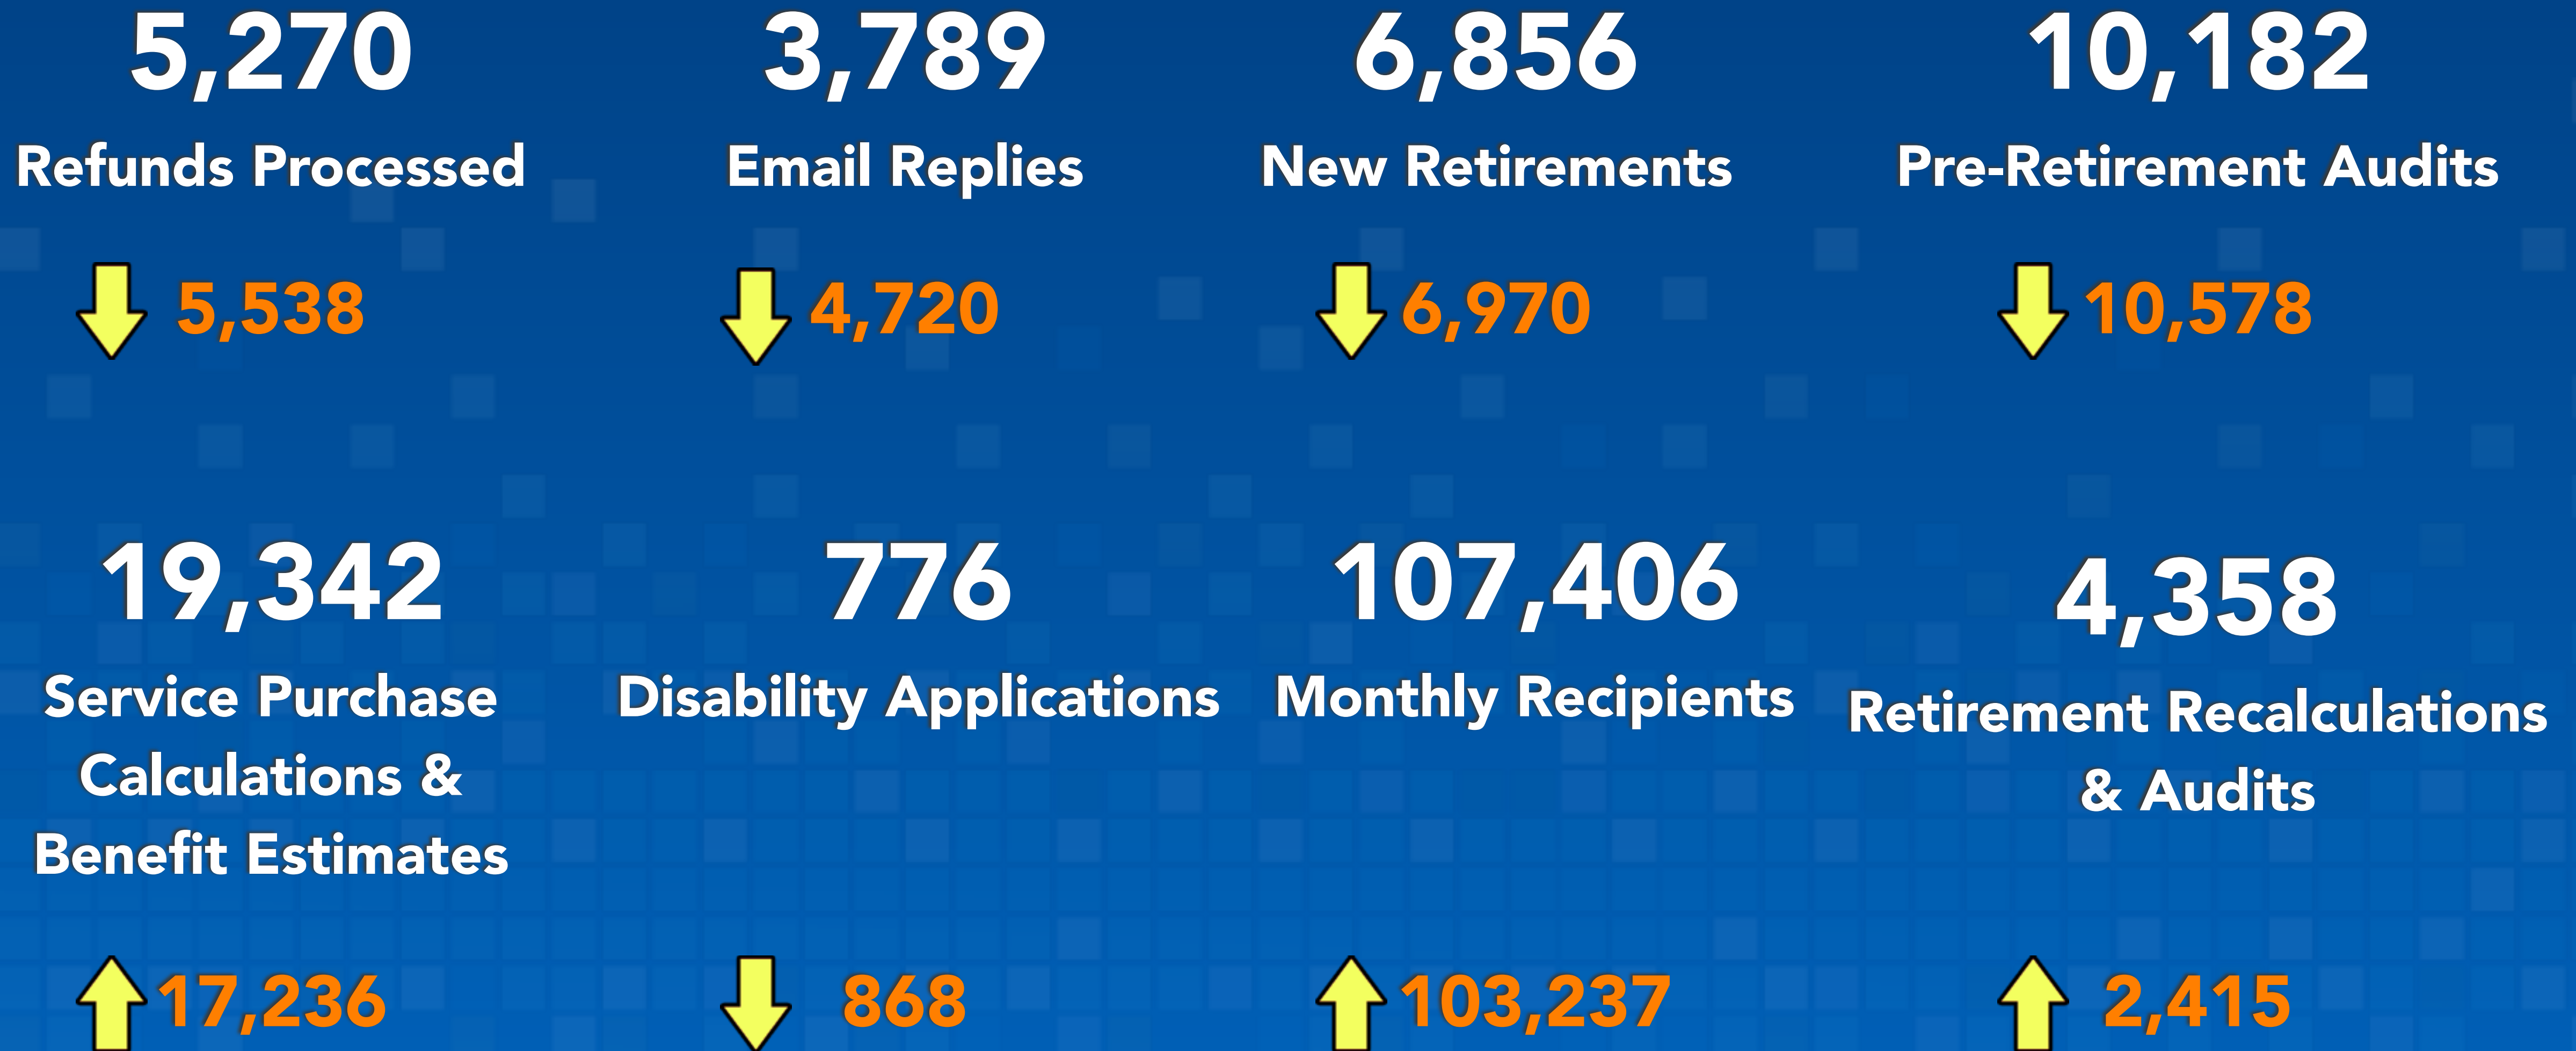 5,270
Refunds Processed
5,538
3,789
Email Replies
4,720
6,856
New Retirements
6,970
10,182
Pre-Retirement Audits
10,578
19,342
Service Purchase
Calculations &
Benefit Estimates
17,236
776
Disability Applications
868
107,406
Monthly Recipients
103,237
4,358
Retirement Recalculations
& Audits
2,415